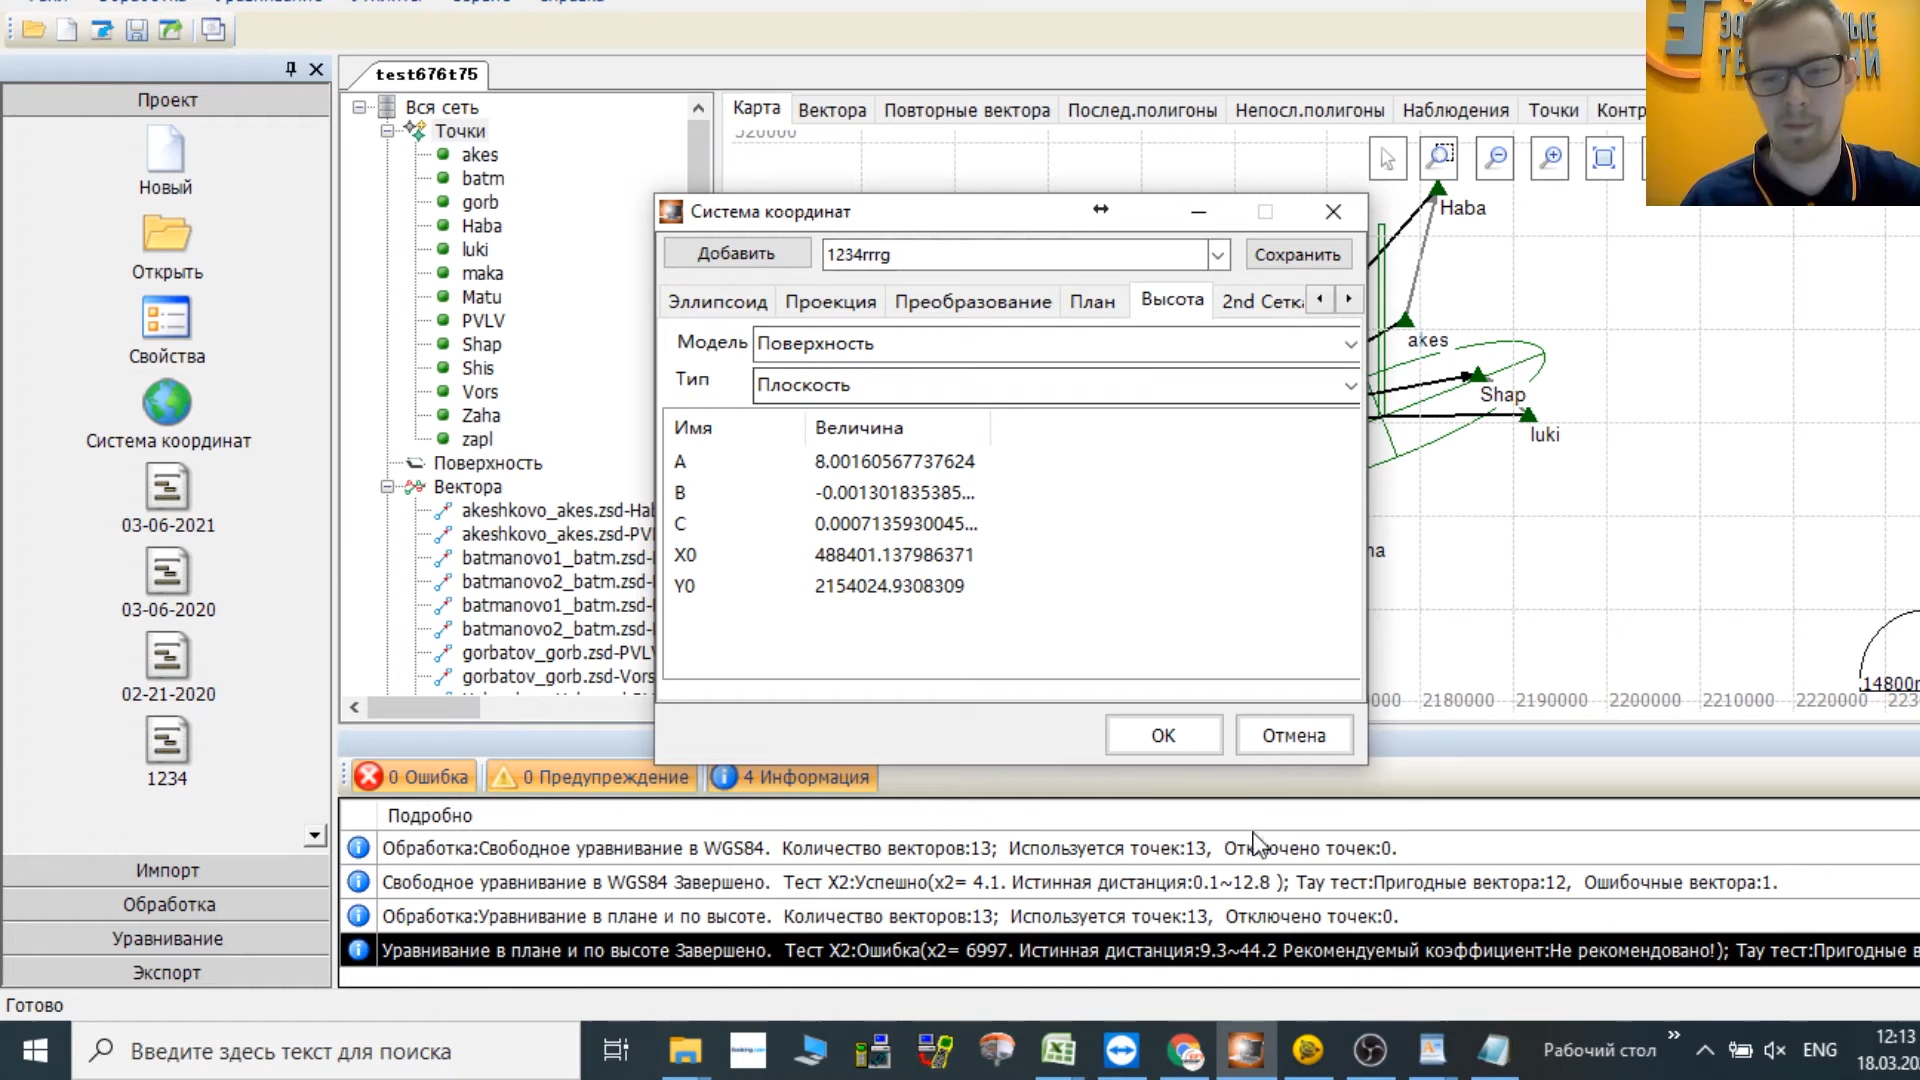 test676t75
Проект
Новый
Открыть
Свойства
Система координат
03-06-2021
03-06-2020
02-21-2020
1234
Импорт
Обработка
Уравнивание
Экспорт
Готово
Вся сеть
Точки
akes
batm
gorb
Haba
luki
maka
Matu
PVLV
Shap
Shis
Vors
Zaha
zapl
Поверхность
Вектора
akeshkovo_akes.zsd-Hab
akeshkovo_akes.zsd-PVI
batmanovo1_batm.zsd-
batmanovo2_batm.zsd-
batmanovo1_batm.zsd-
batmanovo2_batm.zsd-
gorbatov_gorb.zsd-PVLV
gorbatov_gorb.zsd-Vors
Карта Вектора Повторные вектора Послед.полигоны Непосл.полигоны Наблюдения Точки Контр
520000
Haba
akes
Shap
luki
14800m
2180000 2190000 2200000 2210000 2220000 223
Система координат
Добавить 1234rrrg Сохранить
Эллипсоид Проекция Преобразование План Высота 2nd Сетка
Модель Поверхность
Тип Плоскость
Имя Величина
A 8.00160567737624
B -0.001301835385...
C 0.0007135930045...
X0 488401.137986371
Y0 2154024.9308309
OK Отмена
0 Ошибка 0 Предупреждение 4 Информация
Подробно
Обработка:Свободное уравнивание в WGS84. Количество векторов:13; Используется точек:13, Отключено точек:0.
Свободное уравнивание в WGS84 Завершено. Тест X2:Успешно(x2= 4.1. Истинная дистанция:0.1~12.8 ); Тау тест:Пригодные вектора:12, Ошибочные вектора:1.
Обработка:Уравнивание в плане и по высоте. Количество векторов:13; Используется точек:13, Отключено точек:0.
Уравнивание в плане и по высоте Завершено. Тест X2:Ошибка(x2= 6997. Истинная дистанция:9.3~44.2 Рекомендуемый коэффициент:Не рекомендовано!); Тау тест:Пригодные в
Введите здесь текст для поиска
Рабочий стол
ENG
12:13
18.03.20